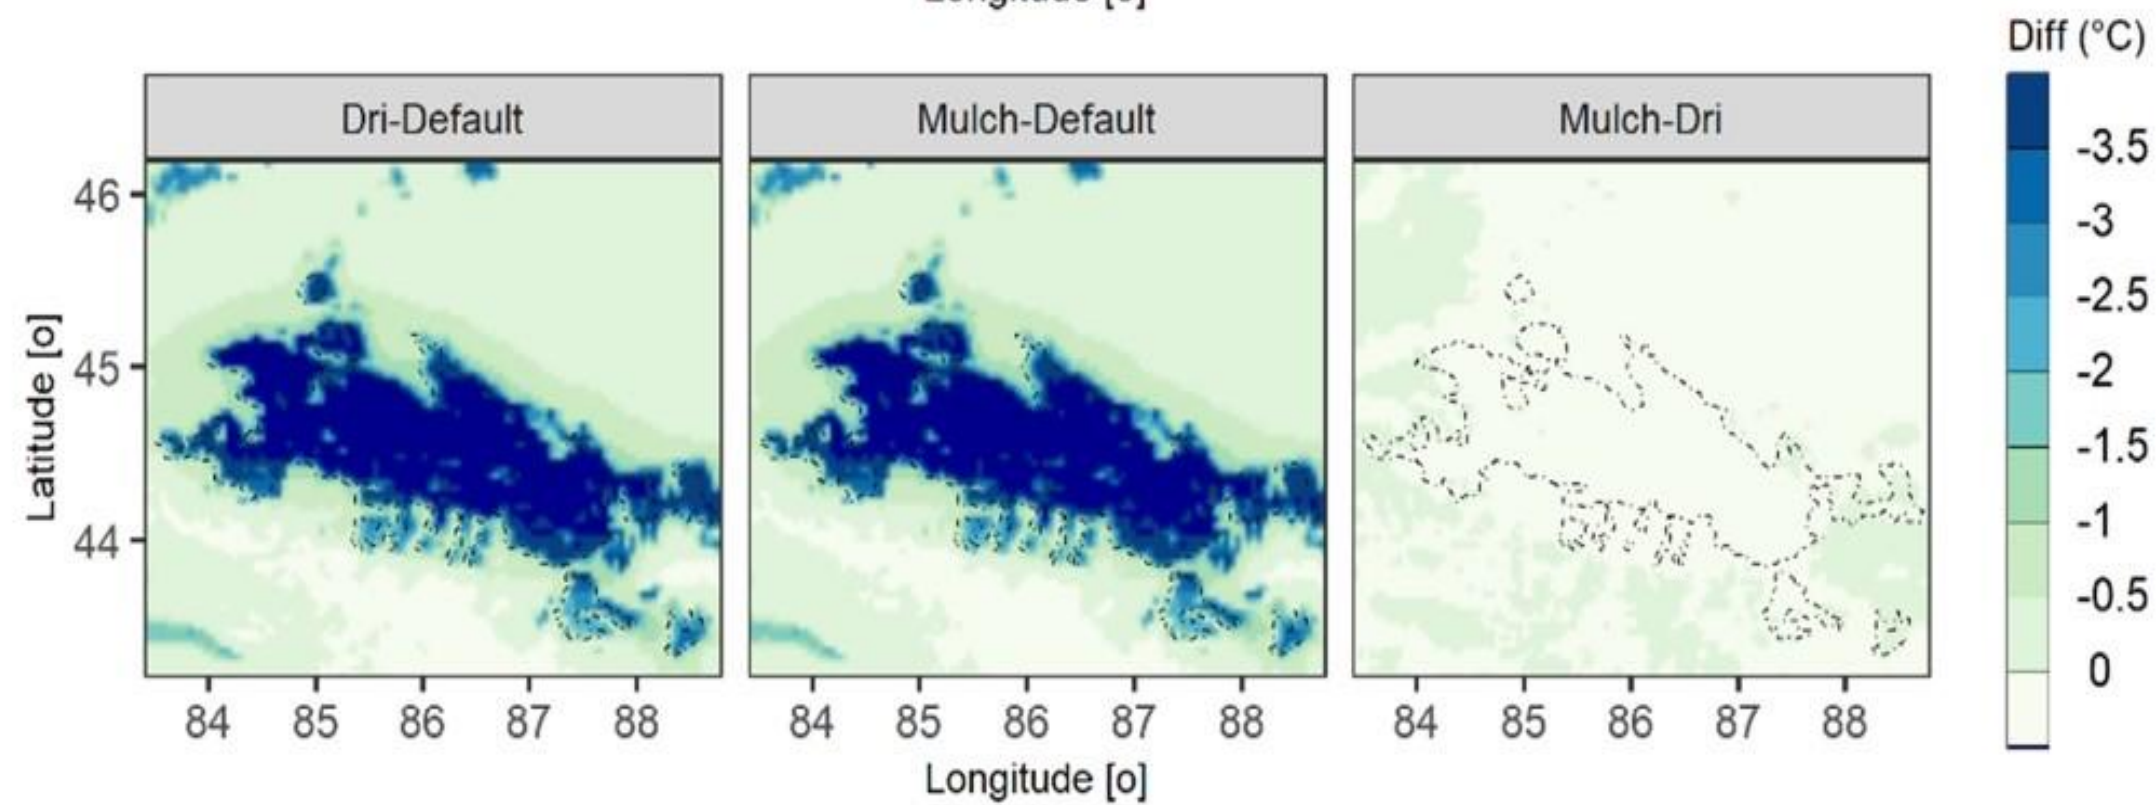 Longitude [o]
Diff (°C)
Dri-Default
Mulch-Default
Mulch-Dri
46
45
44
Latitude [o]
84 85 86 87 88
84 85 86 87 88
84 85 86 87 88
Longitude [o]
-3.5
-3
-2.5
-2
-1.5
-1
-0.5
0